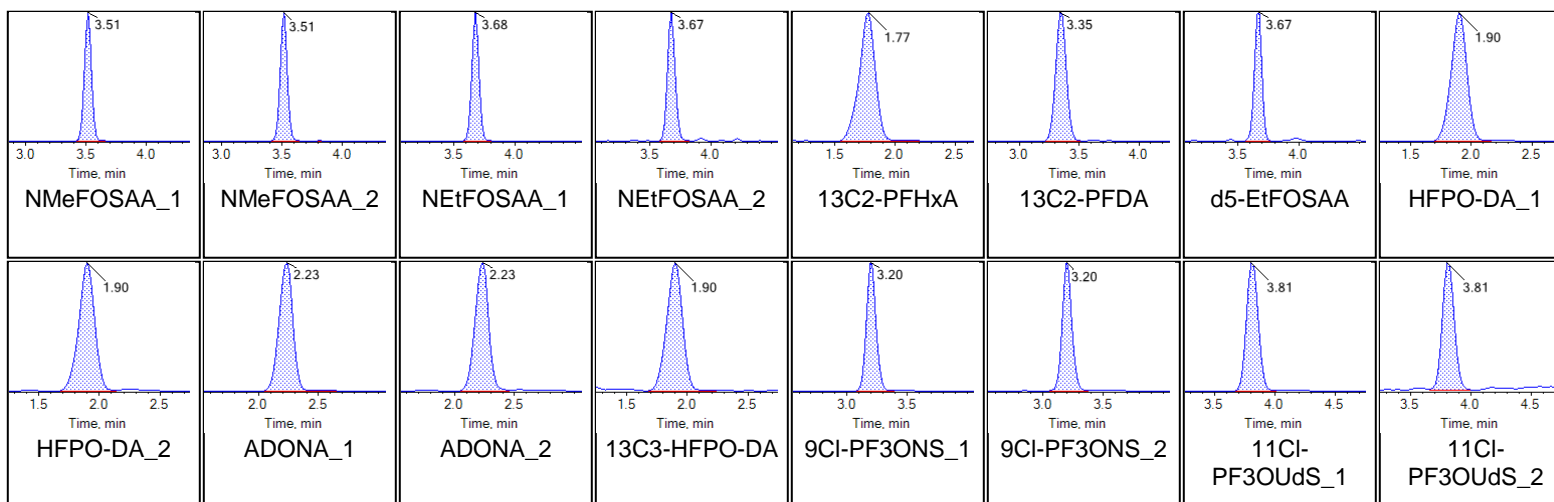 3.51 3.51 3.68 3.67 1.77 3.35 3.67 1.90
3.0 3.5 4.0 3.0 3.5 4.0 3.5 4.0 3.5 4.0 1.5 2.0 2.5 3.0 3.5 4.0 3.5 4.0 1.5 2.0 2.5
Time, min Time, min Time, min Time, min Time, min Time, min Time, min Time, min
NMeFOSAA_1 NMeFOSAA_2 NEtFOSAA_1 NEtFOSAA_2 13C2-PFHxA 13C2-PFDA d5-EtFOSAA HFPO-DA_1
1.90 2.23 2.23 1.90 3.20 3.20 3.81 3.81
1.5 2.0 2.5 2.0 2.5 2.0 2.5 1.5 2.0 2.5 3.0 3.5 3.0 3.5 3.5 4.0 4.5 3.5 4.0 4.5
Time, min Time, min Time, min Time, min Time, min Time, min Time, min Time, min
HFPO-DA_2 ADONA_1 ADONA_2 13C3-HFPO-DA 9Cl-PF3ONS_1 9Cl-PF3ONS_2 11Cl- 11Cl-
PF3OUdS_1 PF3OUdS_2